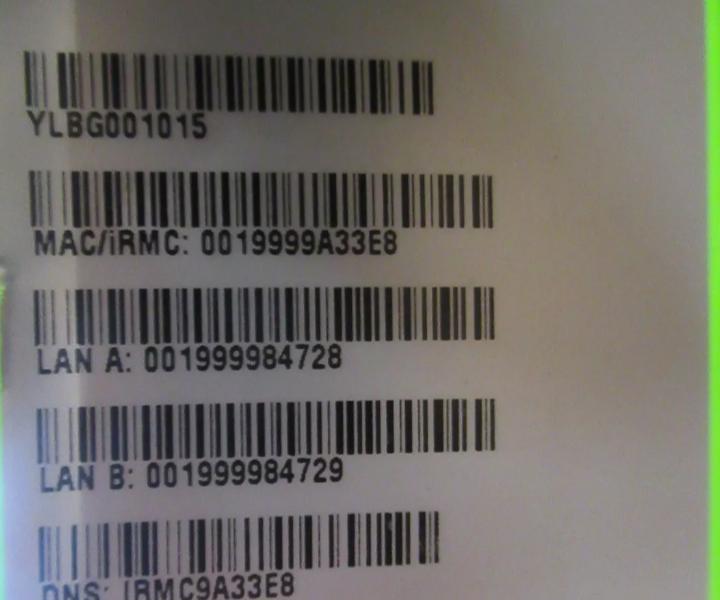 YLBG001015
MAC/iRMC: 0019999A33E8
LAN A: 001999984728
LAN B: 001999984729
DNS: IRMC9A33E8